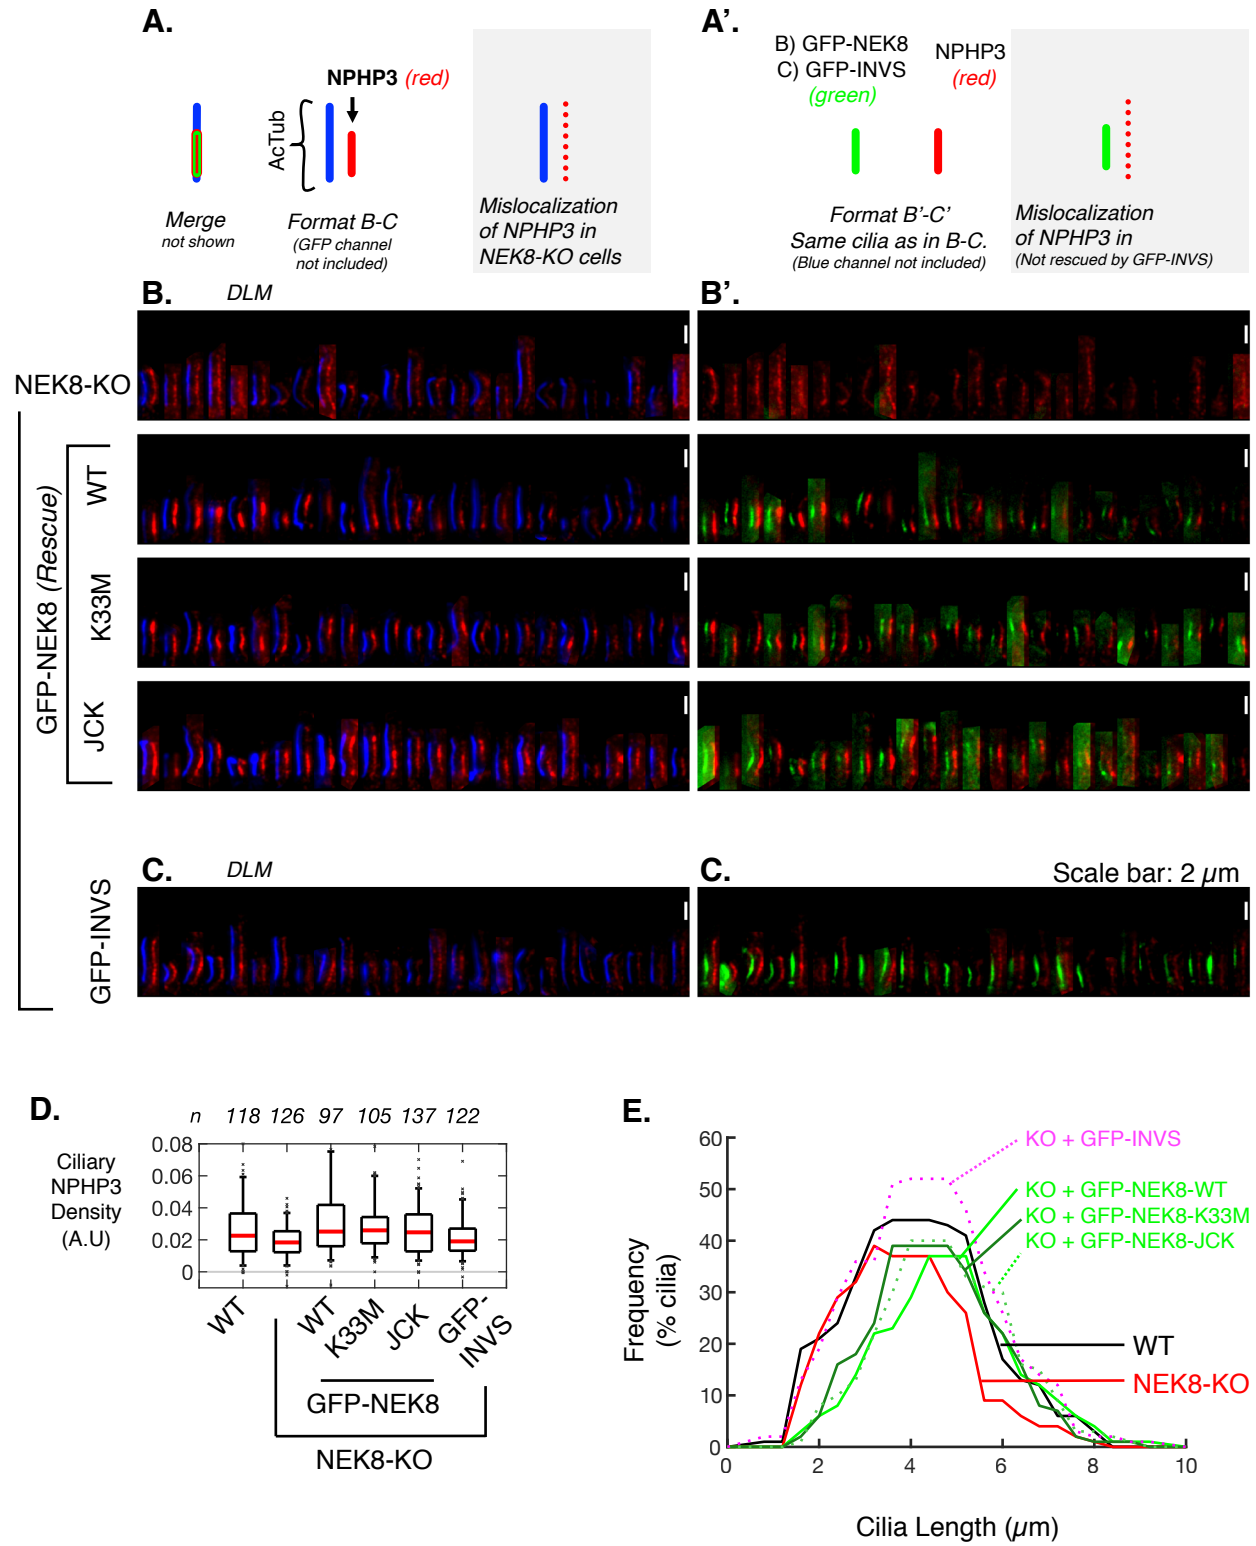 A.
NPHP3 (red)
AcTub
Merge
not shown
Format B-C
(GFP channel
not included)
Mislocalization
of NPHP3 in
NEK8-KO cells
A'.
B) GFP-NEK8
C) GFP-INVS
(green)
NPHP3
(red)
Format B'-C'
Same cilia as in B-C.
(Blue channel not included)
Mislocalization
of NPHP3 in
(Not rescued by GFP-INVS)
B.
DLM
B'.
NEK8-KO
GFP-NEK8 (Rescue)
WT
K33M
JCK
C.
DLM
C.
Scale bar: 2 µm
GFP-INVS
D.
n 118 126 97 105 137 122
Ciliary
NPHP3
Density
(A.U)
0.08
0.06
0.04
0.02
0
WT
WT
K33M
JCK
GFP-
INVS
GFP-NEK8
NEK8-KO
E.
Frequency
(% cilia)
60
50
40
30
20
10
0
0 2 4 6 8 10
Cilia Length (µm)
KO + GFP-INVS
KO + GFP-NEK8-WT
KO + GFP-NEK8-K33M
KO + GFP-NEK8-JCK
WT
NEK8-KO